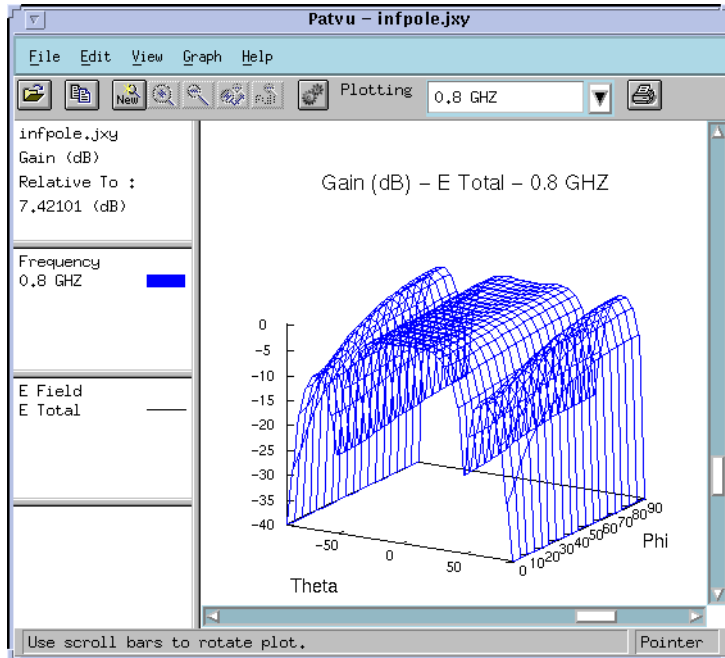 Patvu – infpole.jxy
File Edit View Graph Help
New Full Plotting 0.8 GHZ
infpole.jxy
Gain (dB)
Relative To :
7.42101 (dB)
Frequency
0.8 GHZ
E Field
E Total
Gain (dB) – E Total – 0.8 GHZ
0
−5
−10
−15
−20
−25
−30
−35
−40
−50
0
50
Theta
0 10 20 30 40 50 60 70 80 90
Phi
Use scroll bars to rotate plot.
Pointer